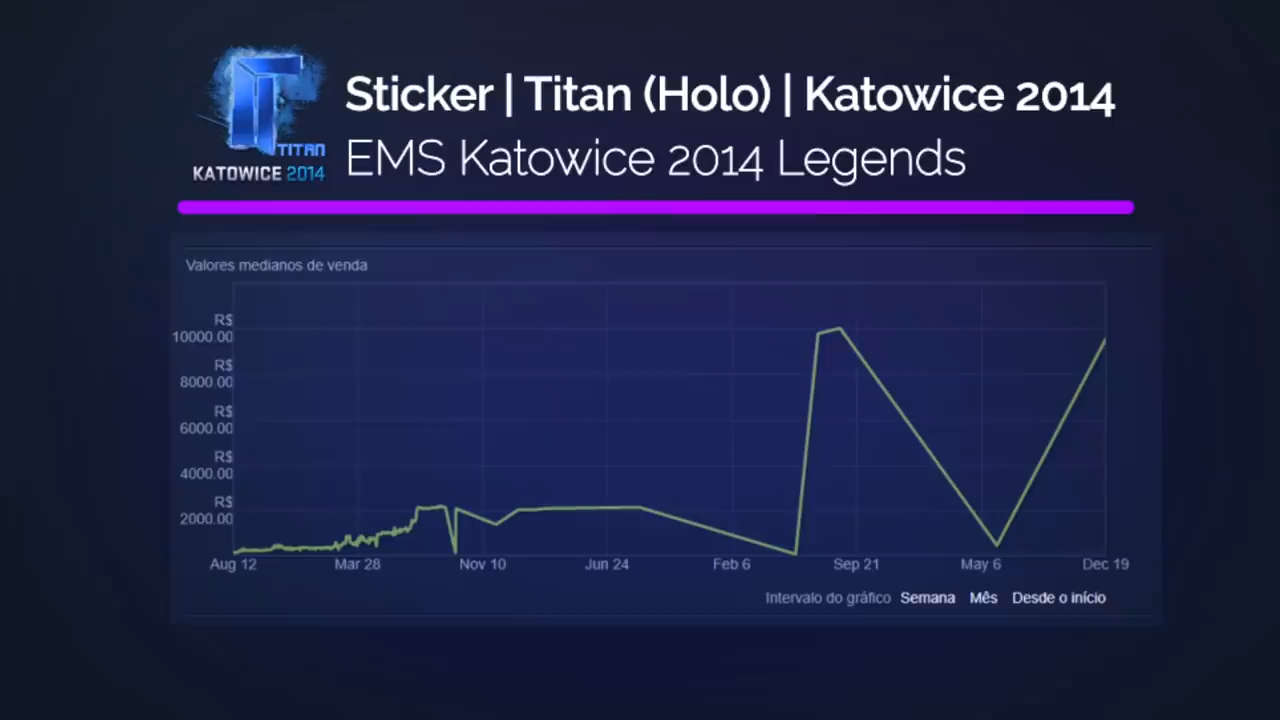 Sticker | Titan (Holo) | Katowice 2014
TITAN
KATOWICE 2014
EMS Katowice 2014 Legends
Valores medianos de venda
R$
10000.00
R$
8000.00
R$
6000.00
R$
4000.00
R$
2000.00
Aug 12 Mar 28 Nov 10 Jun 24 Feb 6 Sep 21 May 6 Dec 19
Intervalo do gráfico Semana Mês Desde o início